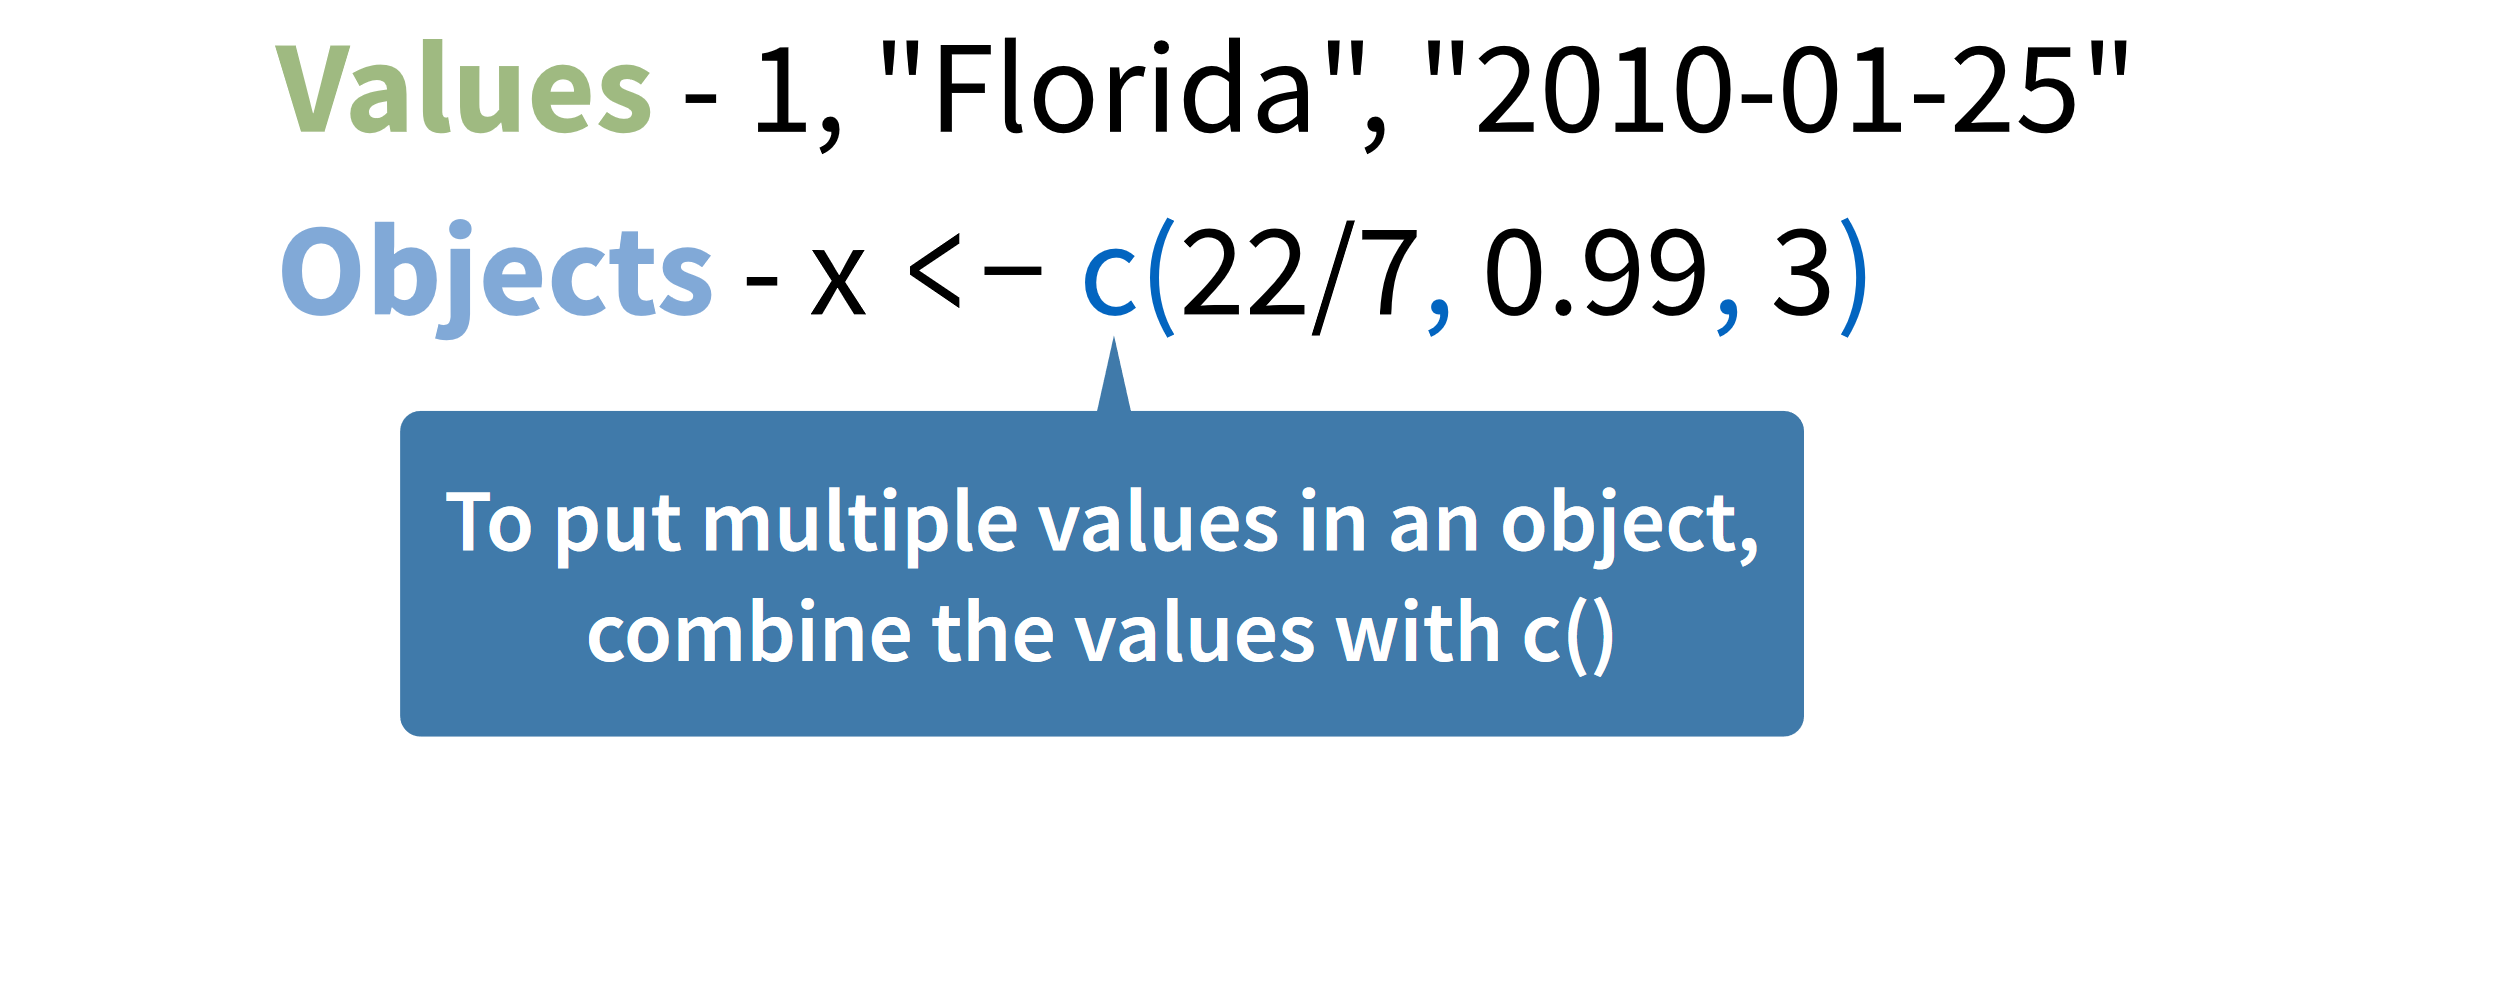 Values - 1, "Florida", "2010-01-25"
Objects - x <− c(22/7, 0.99, 3)
To put multiple values in an object,
combine the values with c()